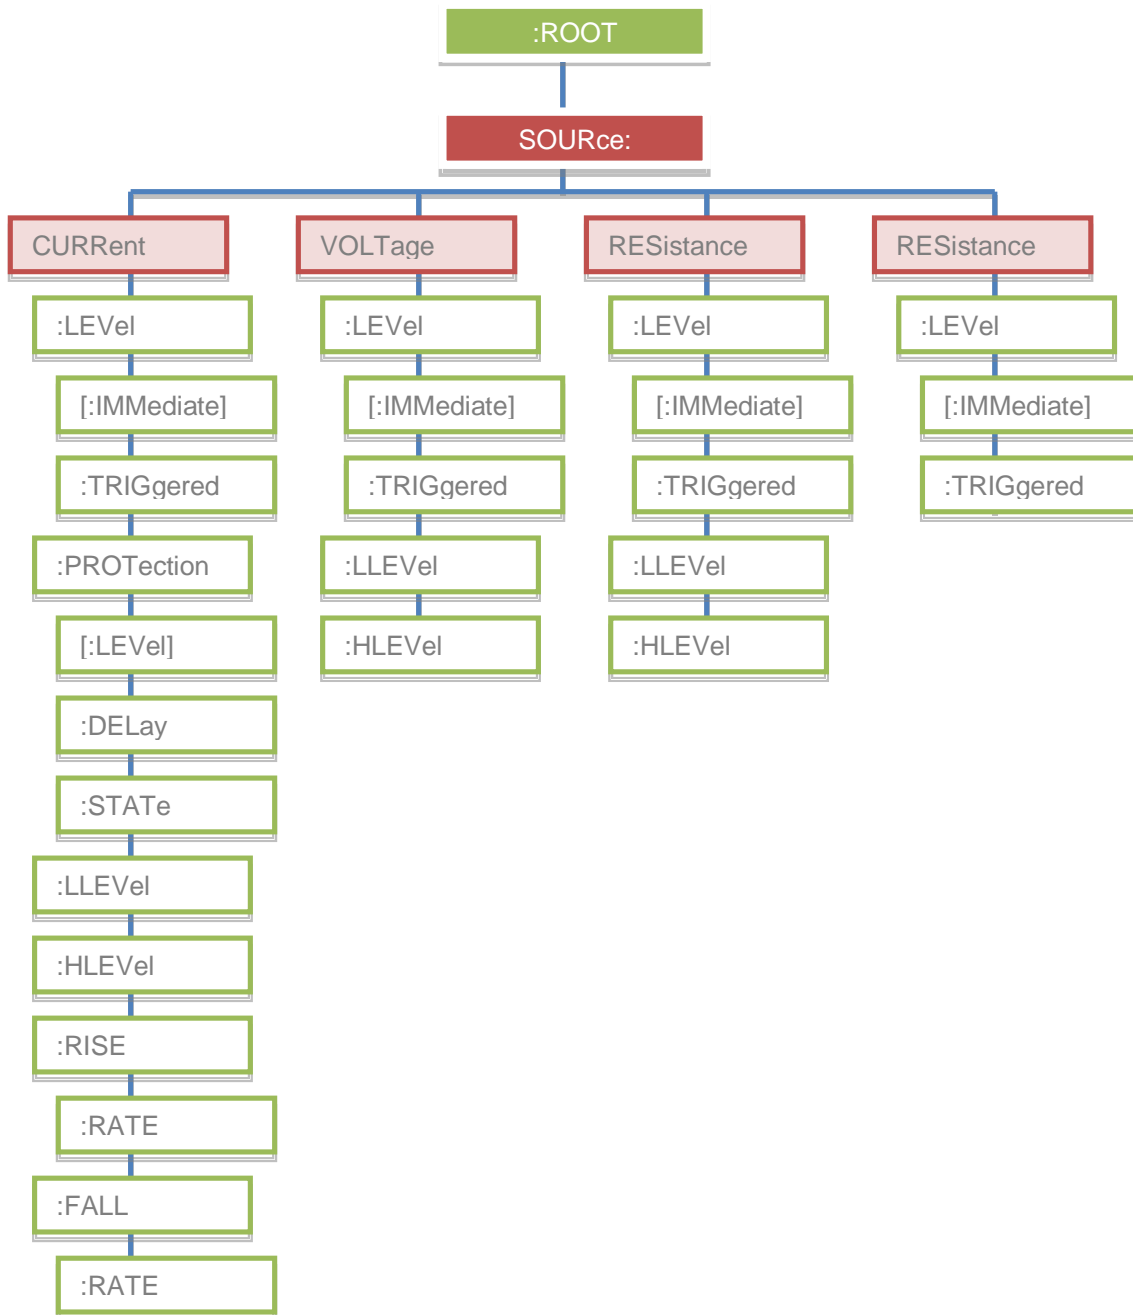 :ROOT
SOURce:
CURRent
:LEVel
[:IMMediate]
:TRIGgered
:PROTection
[:LEVel]
:DELay
:STATe
:LLEVel
:HLEVel
:RISE
:RATE
:FALL
:RATE
VOLTage
:LEVel
[:IMMediate]
:TRIGgered
:LLEVel
:HLEVel
RESistance
:LEVel
[:IMMediate]
:TRIGgered
:LLEVel
:HLEVel
RESistance
:LEVel
[:IMMediate]
:TRIGgered